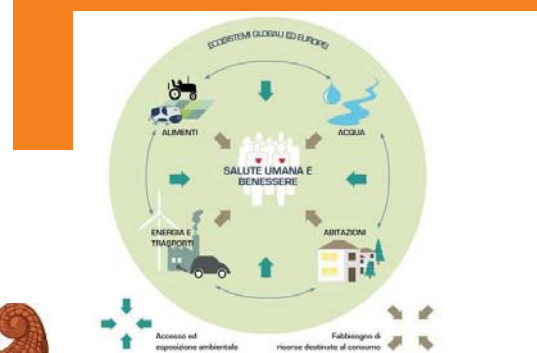 ECOSISTEMI GLOBALI ED EUROPEI
ALIMENTI
ACQUA
SALUTE UMANA E
BENESSERE
ENERGIA E
TRASPORTI
ABITAZIONI
Accesso ed
esposizione ambientale
Fabbisogno di
risorse destinate al consumo